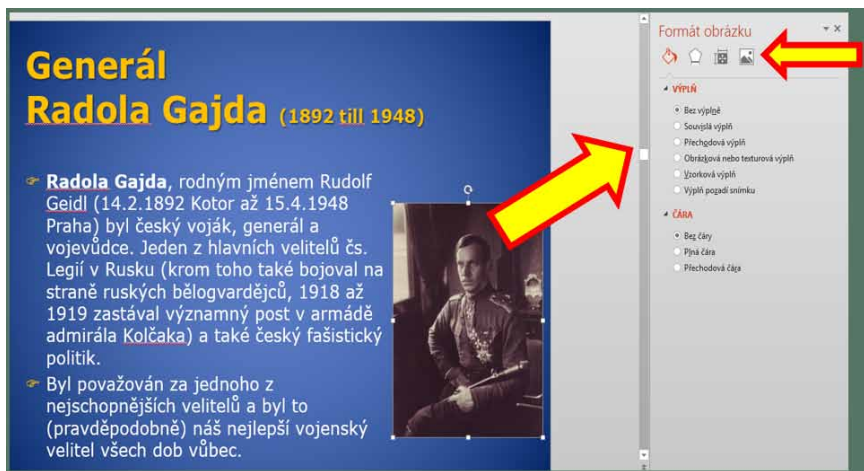 Generál
Radola Gajda (1892 till 1948)
Radola Gajda, rodným jménem Rudolf
Geidl (14.2.1892 Kotor až 15.4.1948
Praha) byl český voják, generál a
vojevůdce. Jeden z hlavních velitelů čs.
Legií v Rusku (krom toho také bojoval na
straně ruských bělogvardějců, 1918 až
1919 zastával významný post v armádě
admirála Kolčaka) a také český fašistický
politik.
Byl považován za jednoho z
nejschopnějších velitelů a byl to
(pravděpodobně) náš nejlepší vojenský
velitel všech dob vůbec.
Formát obrázku
VÝPLŇ
Bez výplně
Souvislá výplň
Přechodová výplň
Obrázková nebo texturová výplň
Vzorková výplň
Výplň pozadí snímku
ČÁRA
Bez čáry
Plná čára
Přechodová čára